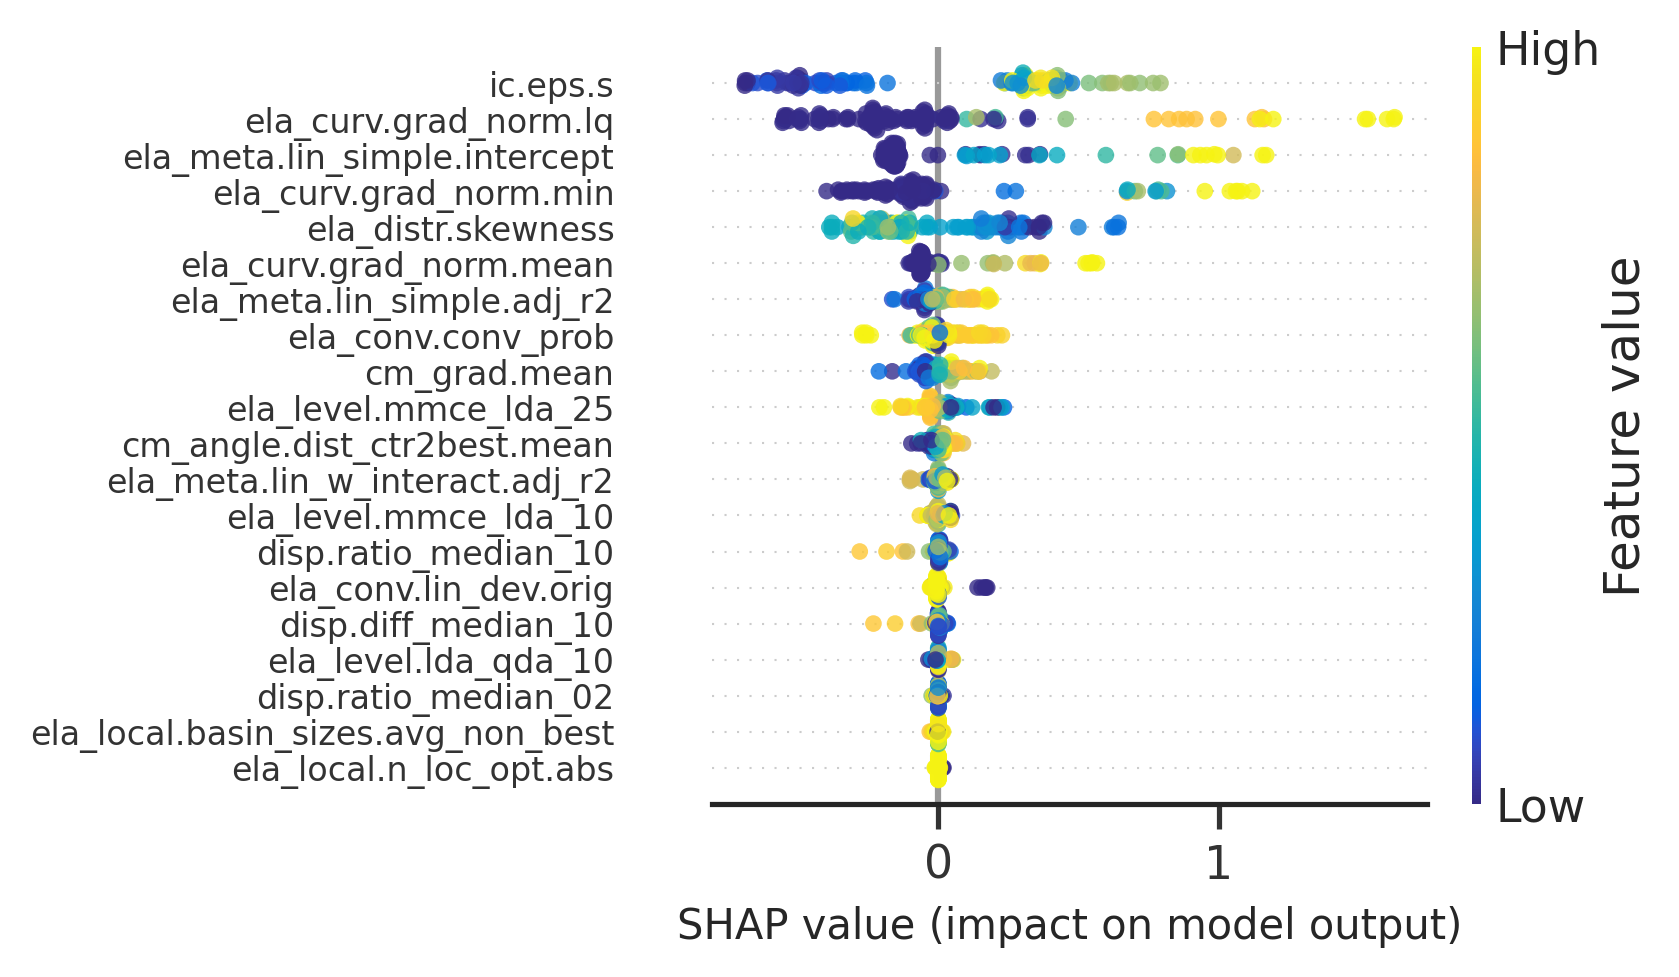 High
ic.eps.s
ela_curv.grad_norm.lq
ela_meta.lin_simple.intercept
ela_curv.grad_norm.min
ela_distr.skewness
ela_curv.grad_norm.mean
ela_meta.lin_simple.adj_r2
ela_conv.conv_prob
cm_grad.mean
ela_level.mmce_lda_25
cm_angle.dist_ctr2best.mean
ela_meta.lin_w_interact.adj_r2
ela_level.mmce_lda_10
disp.ratio_median_10
ela_conv.lin_dev.orig
disp.diff_median_10
ela_level.lda_qda_10
disp.ratio_median_02
ela_local.basin_sizes.avg_non_best
ela_local.n_loc_opt.abs
Feature value
Low
0 1
SHAP value (impact on model output)